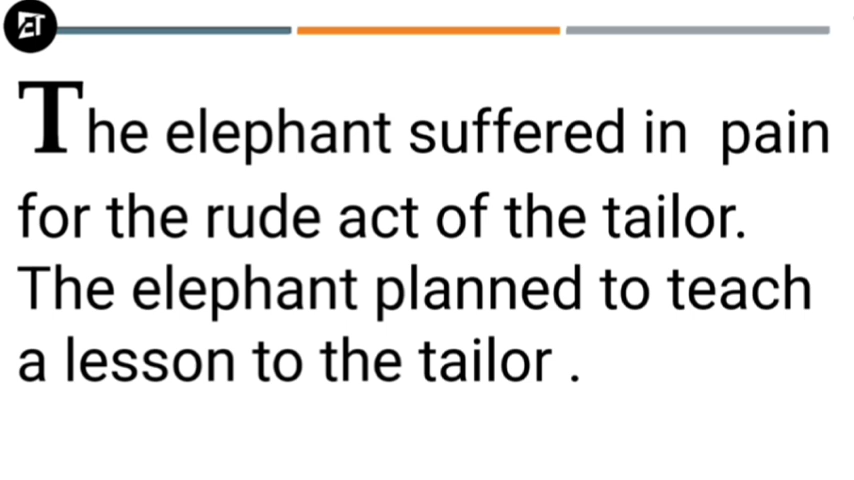 ET
The elephant suffered in  pain
for the rude act of the tailor.
The elephant planned to teach
a lesson to the tailor .